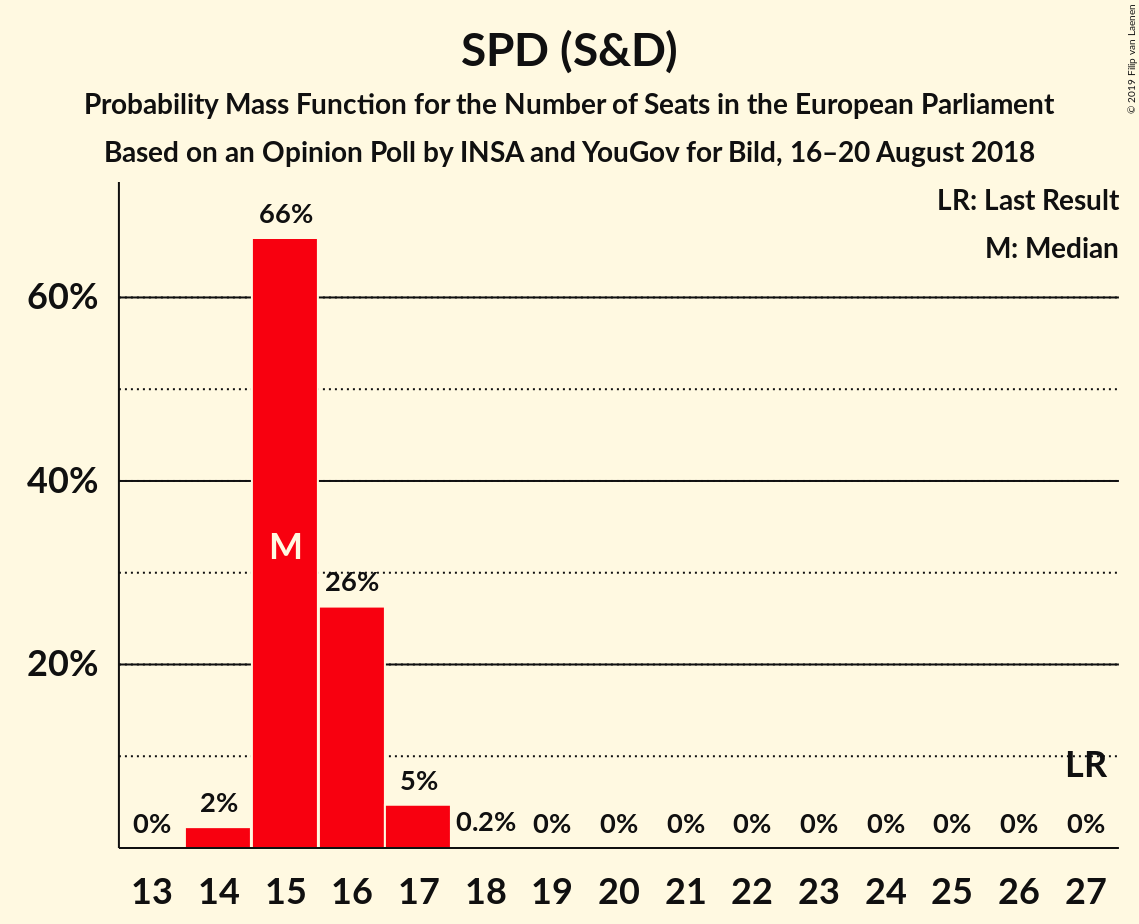 SPD (S&D)
Probability Mass Function for the Number of Seats in the European Parliament
Based on an Opinion Poll by INSA and YouGov for Bild, 16–20 August 2018
© 2019 Filip van Laenen
LR: Last Result
M: Median
66%
60%
40%
M
26%
20%
LR
5%
2%
0%
0.2%
0%
0%
0%
0%
0%
0%
0%
0%
0%
13 14 15 16 17 18 19 20 21 22 23 24 25 26 27